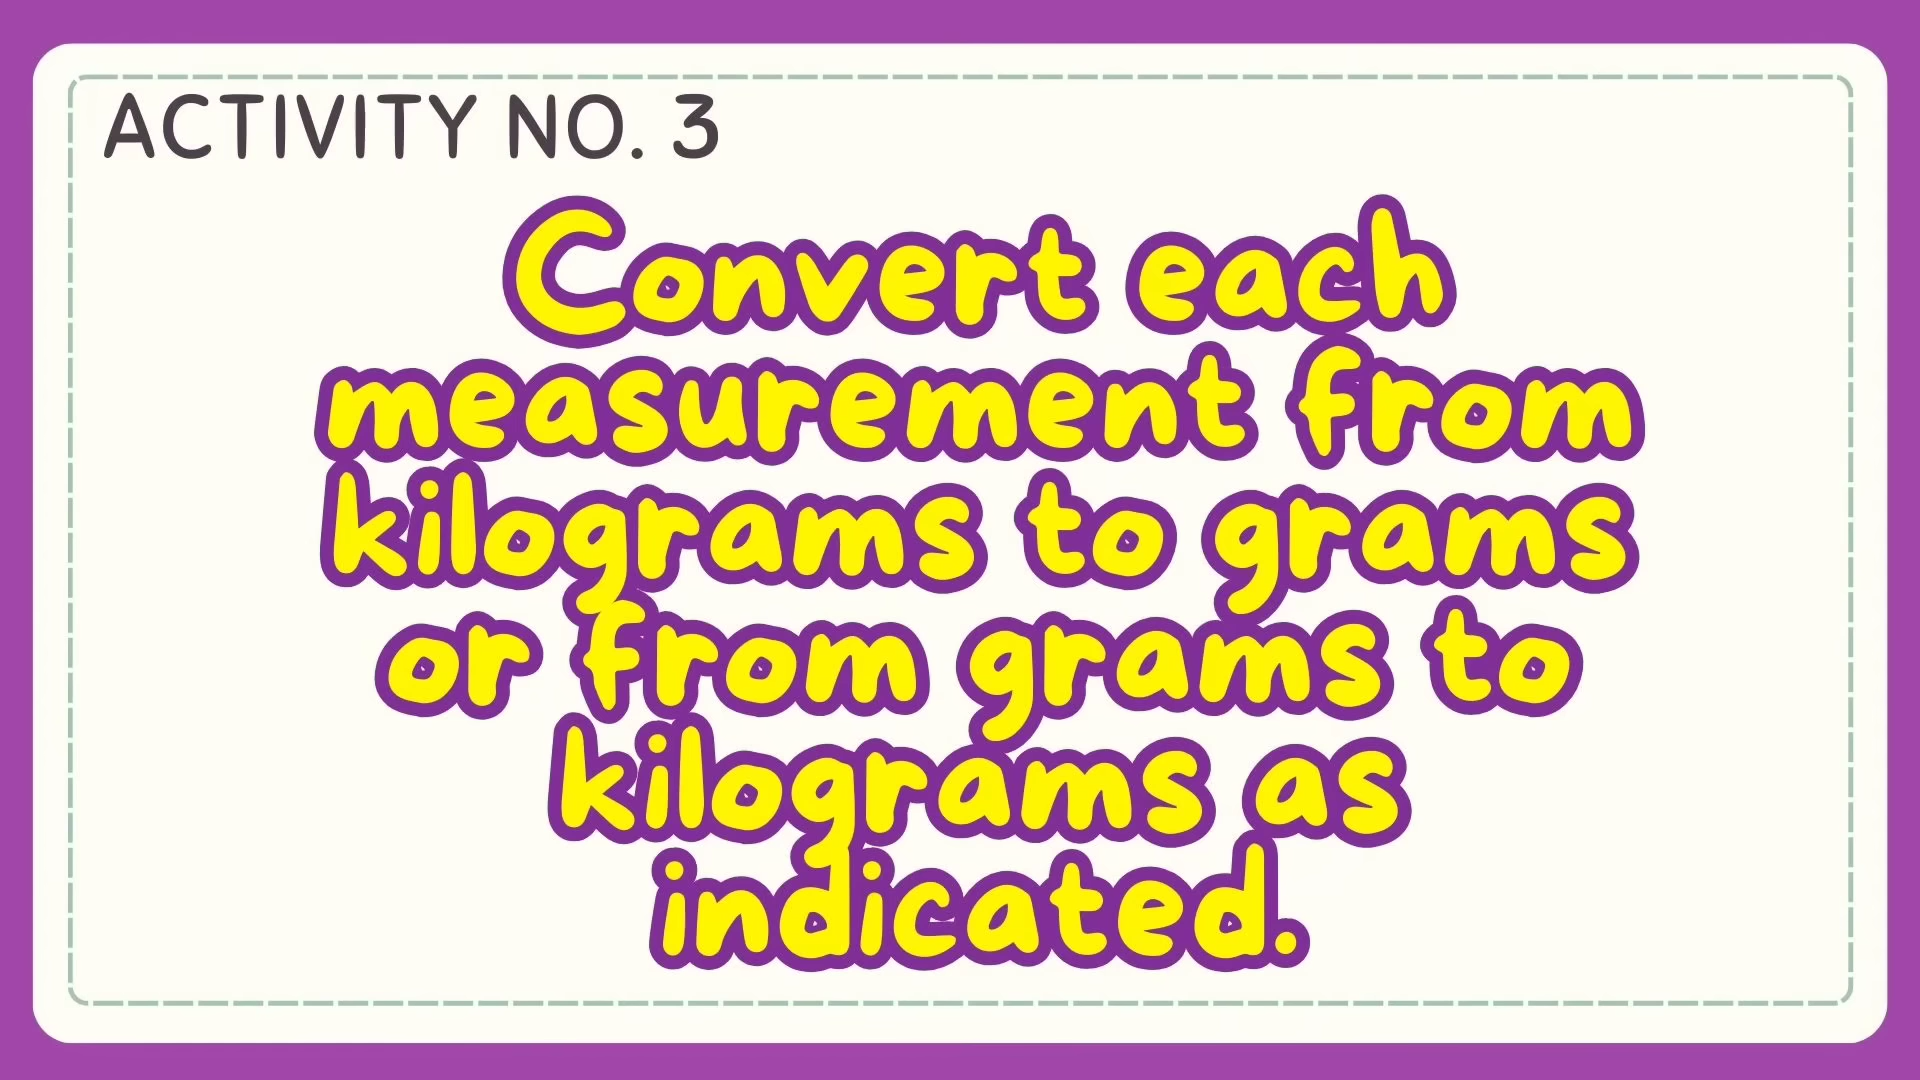 ACTIVITY NO. 3
Convert each
measurement from
kilograms to grams
or from grams to
kilograms as
indicated.